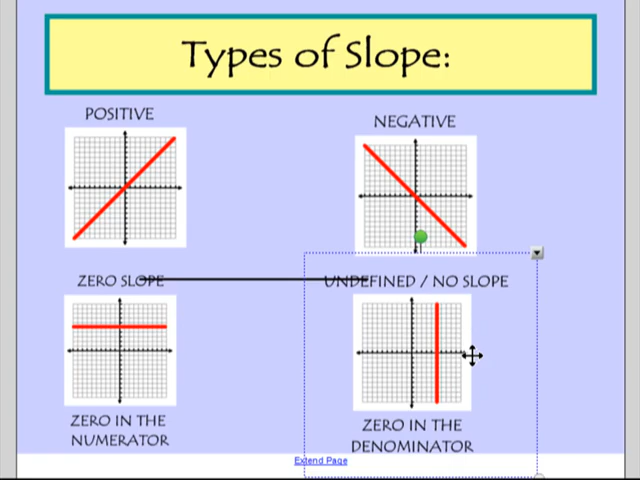 Types of Slope:
POSITIVE
NEGATIVE
ZERO SLOPE
UNDEFINED / NO SLOPE
ZERO IN THE
NUMERATOR
ZERO IN THE
DENOMINATOR
Extend Page